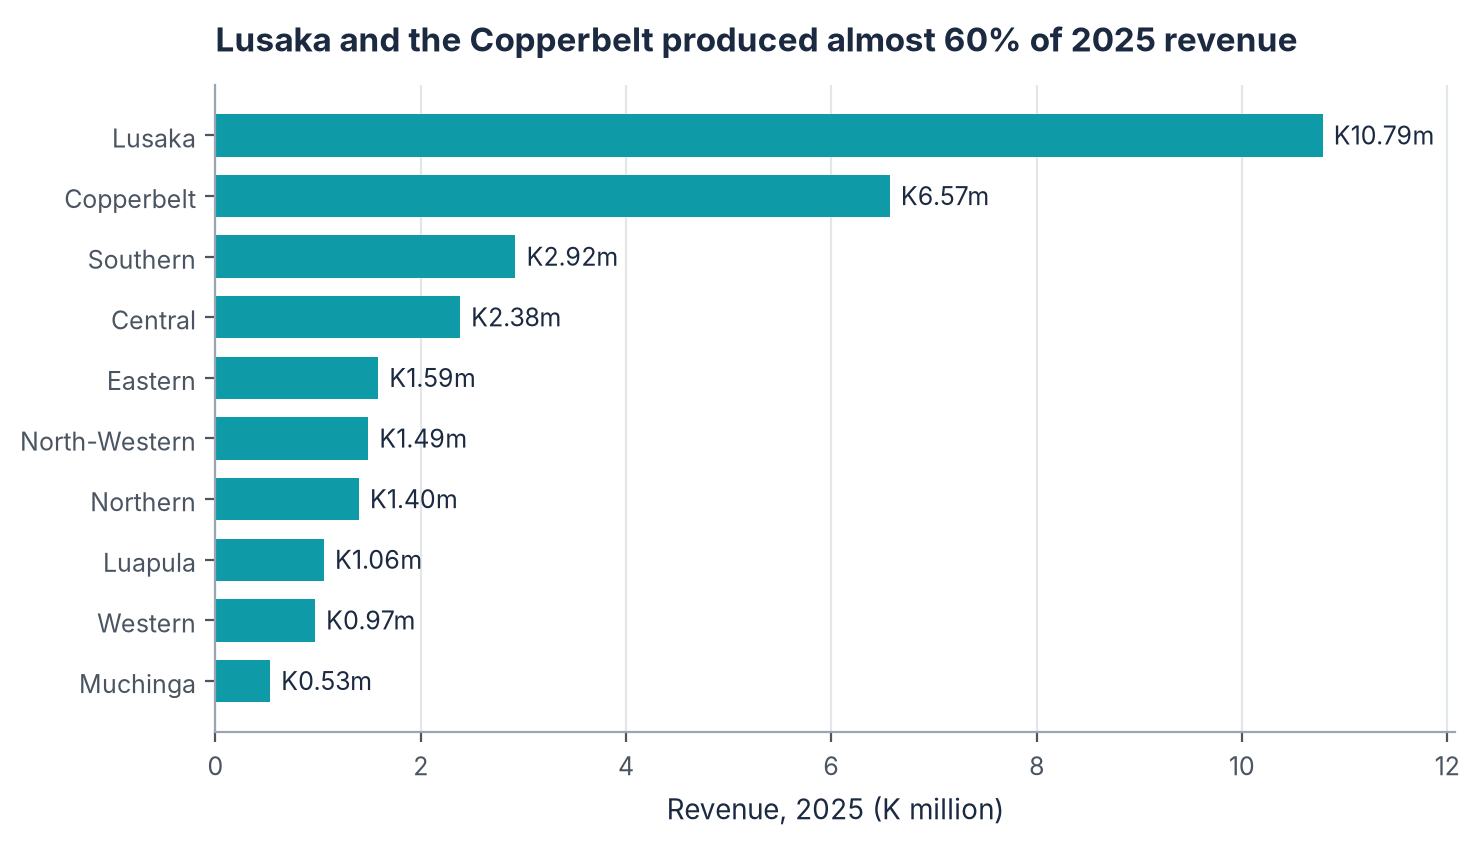 Lusaka and the Copperbelt produced almost 60% of 2025 revenue
Lusaka K10.79m
Copperbelt K6.57m
Southern K2.92m
Central K2.38m
Eastern K1.59m
North-Western K1.49m
Northern K1.40m
Luapula K1.06m
Western K0.97m
Muchinga K0.53m
0 2 4 6 8 10 12
Revenue, 2025 (K million)